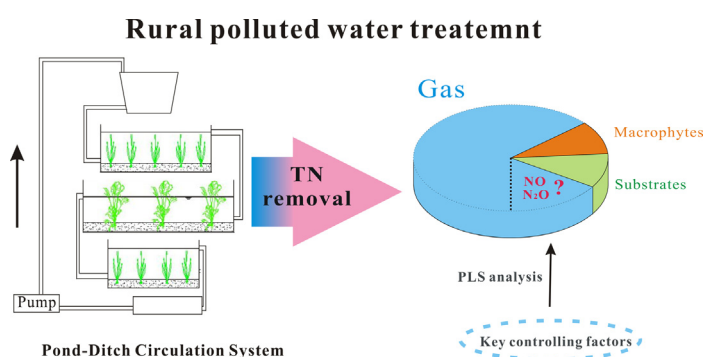 Rural polluted water treatemnt
Gas
Macrophytes
Substrates
NO
N₂O ?
TN
removal
PLS analysis
Pump
Key controlling factors
Pond-Ditch Circulation System